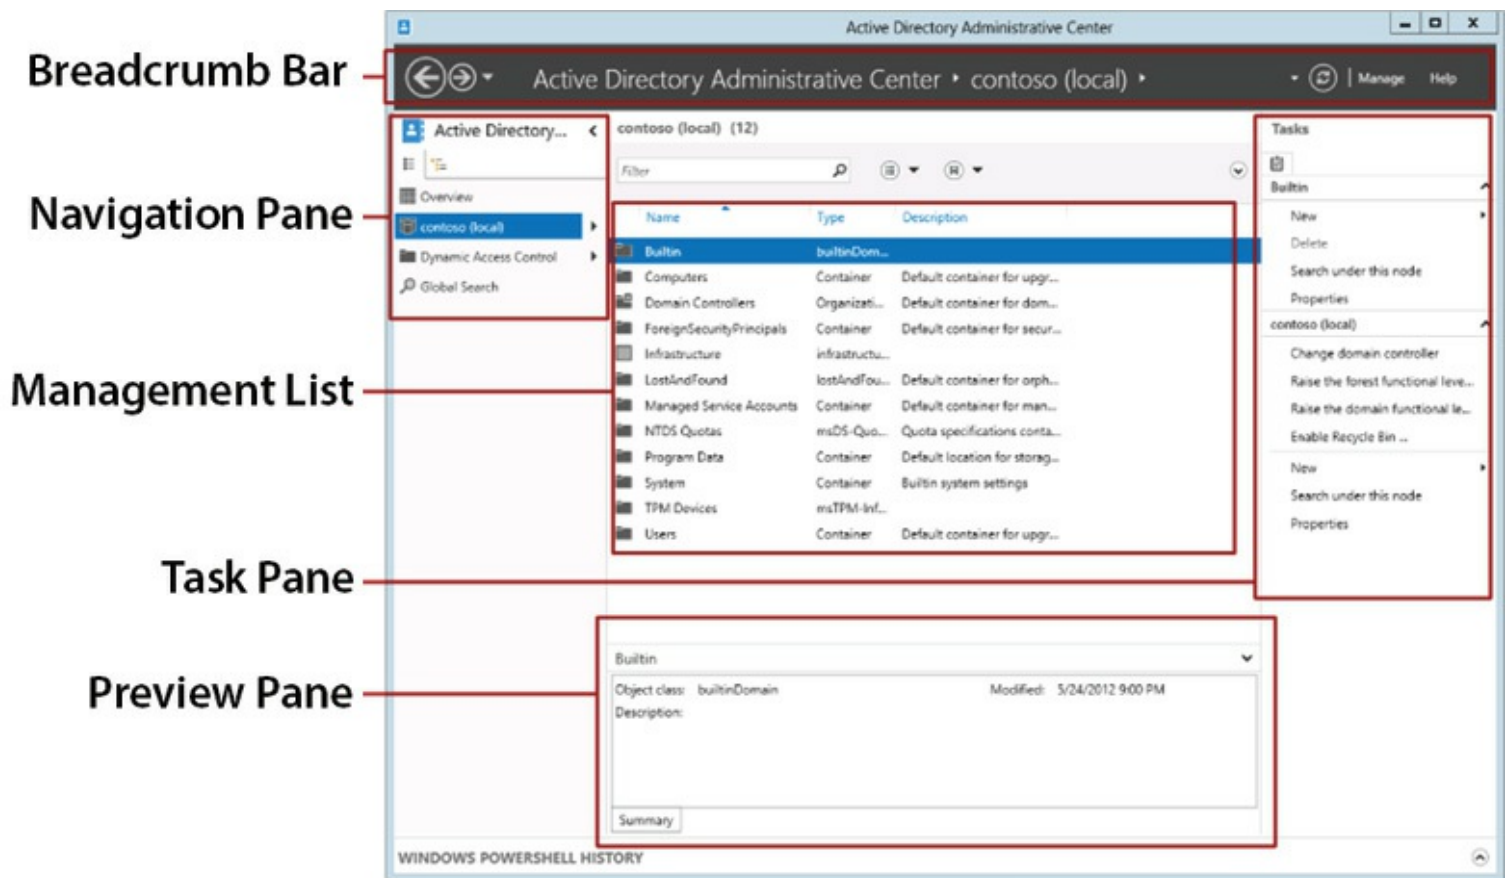 Active Directory Administrative Center
Breadcrumb Bar
Active Directory Administrative Center contoso (local)
Manage Help
Navigation Pane
Active Directory...
Overview
contoso (local)
Dynamic Access Control
Global Search
Management List
contoso (local) (12)
Filter
Name Type Description
Builtin builtinDom...
Computers Container Default container for upgr...
Domain Controllers Organizati... Default container for dom...
ForeignSecurityPrincipals Container Default container for secur...
Infrastructure infrastructu...
LostAndFound lostAndFou... Default container for orph...
Managed Service Accounts Container Default container for man...
NTDS Quotas msDS-Quo... Quota specifications conta...
Program Data Container Default location for storag...
System Container Builtin system settings
TPM Devices msTPM-Inf...
Users Container Default container for upgr...
Task Pane
Tasks
Builtin
New
Delete
Search under this node
Properties
contoso (local)
Change domain controller
Raise the forest functional leve...
Raise the domain functional le...
Enable Recycle Bin ...
New
Search under this node
Properties
Preview Pane
Builtin
Object class: builtinDomain Modified: 5/24/2012 9:00 PM
Description:
Summary
WINDOWS POWERSHELL HISTORY